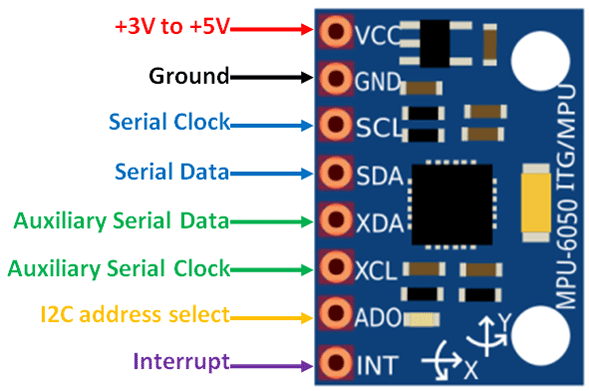 +3V to +5V VCC
Ground GND
Serial Clock SCL
Serial Data SDA
Auxiliary Serial Data XDA
Auxiliary Serial Clock XCL
I2C address select ADO
Interrupt INT
MPU-6050 ITG/MPU
Y
X